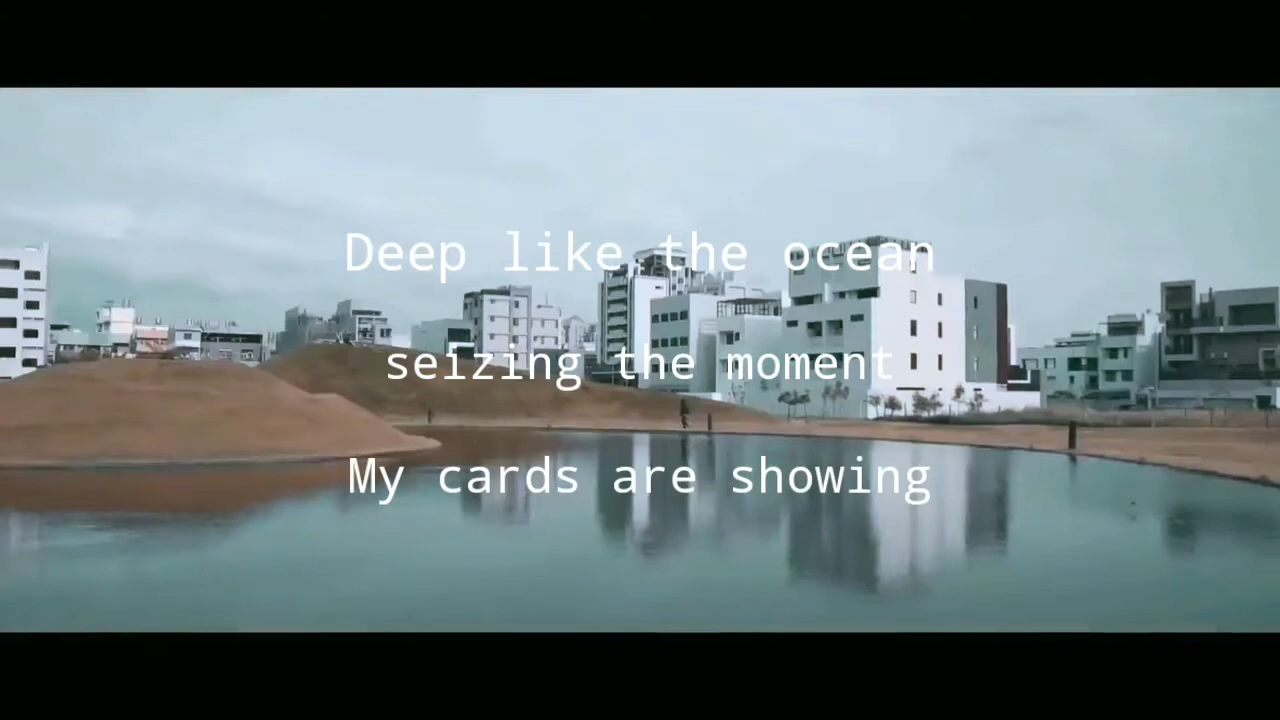 Deep like the ocean
seizing the moment
My cards are showing